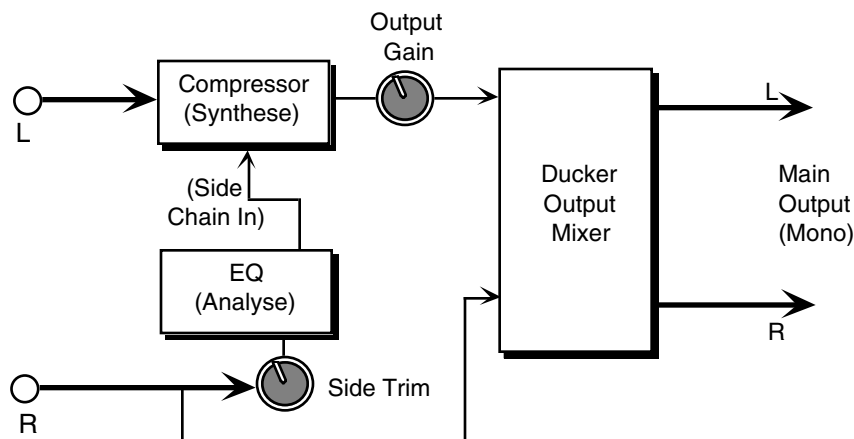 Output
Gain
L
Compressor
(Synthese)
(Side
Chain In)
EQ
(Analyse)
R
Side Trim
Ducker
Output
Mixer
L
Main
Output
(Mono)
R